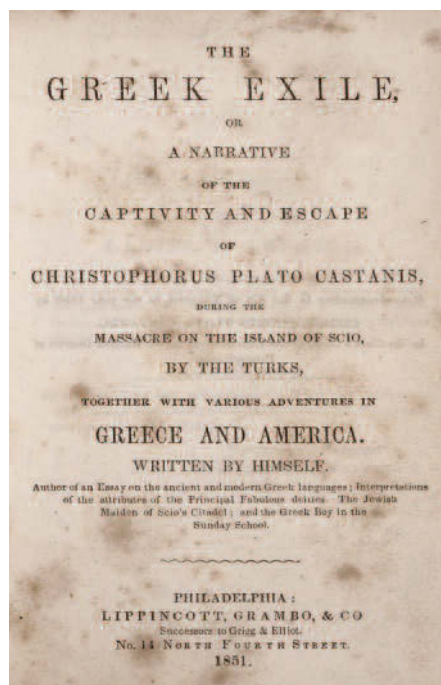 THE
GREEK EXILE,
OR
A NARRATIVE
OF THE
CAPTIVITY AND ESCAPE
OF
CHRISTOPHORUS PLATO CASTANIS,
DURING THE
MASSACRE ON THE ISLAND OF SCIO,
BY THE TURKS,
TOGETHER WITH VARIOUS ADVENTURES IN
GREECE AND AMERICA.
WRITTEN BY HIMSELF.
Author of an Essay on the ancient and modern Greek languages; Interpretations
of the attributes of the Principal Fabulous deities. The Jewish
Maiden of Scio's Citadel; and the Greek Boy in the
Sunday School.
PHILADELPHIA:
LIPPINCOTT, GRAMBO, & CO
Successors to Grigg & Elliot.
No. 14 NORTH FOURTH STREET.
1851.